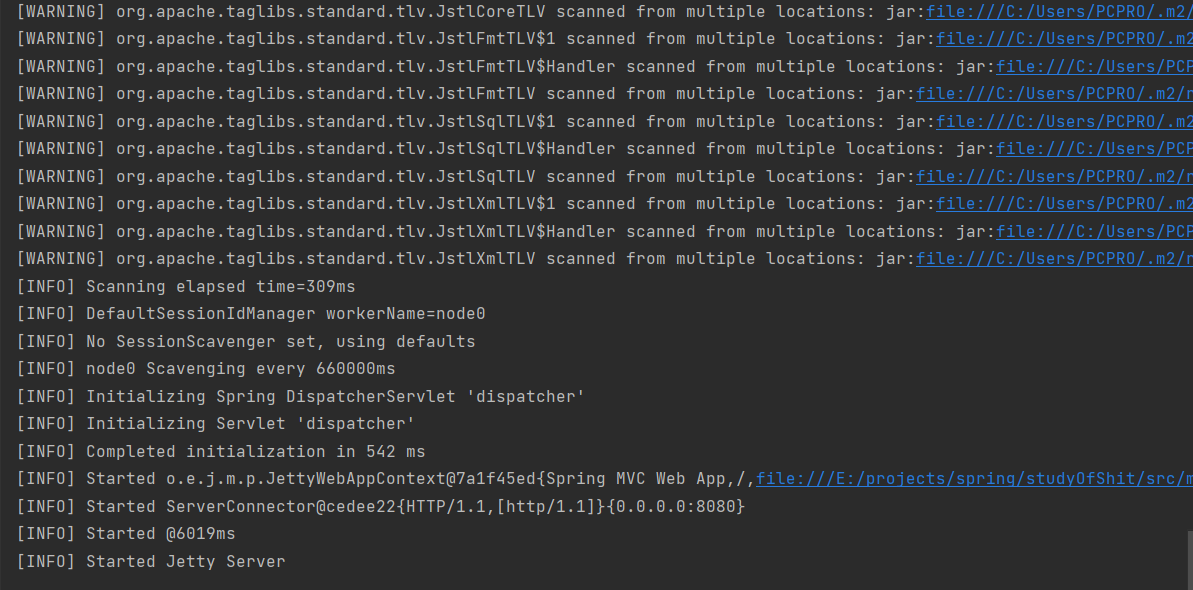 [WARNING] org.apache.taglibs.standard.tlv.JstlCoreTLV scanned from multiple locations: jar:file:///C:/Users/PCPRO/.m2/
[WARNING] org.apache.taglibs.standard.tlv.JstlFmtTLV$1 scanned from multiple locations: jar:file:///C:/Users/PCPRO/.m2
[WARNING] org.apache.taglibs.standard.tlv.JstlFmtTLV$Handler scanned from multiple locations: jar:file:///C:/Users/PCP
[WARNING] org.apache.taglibs.standard.tlv.JstlFmtTLV scanned from multiple locations: jar:file:///C:/Users/PCPRO/.m2/r
[WARNING] org.apache.taglibs.standard.tlv.JstlSqlTLV$1 scanned from multiple locations: jar:file:///C:/Users/PCPRO/.m2
[WARNING] org.apache.taglibs.standard.tlv.JstlSqlTLV$Handler scanned from multiple locations: jar:file:///C:/Users/PCP
[WARNING] org.apache.taglibs.standard.tlv.JstlSqlTLV scanned from multiple locations: jar:file:///C:/Users/PCPRO/.m2/r
[WARNING] org.apache.taglibs.standard.tlv.JstlXmlTLV$1 scanned from multiple locations: jar:file:///C:/Users/PCPRO/.m2
[WARNING] org.apache.taglibs.standard.tlv.JstlXmlTLV$Handler scanned from multiple locations: jar:file:///C:/Users/PCP
[WARNING] org.apache.taglibs.standard.tlv.JstlXmlTLV scanned from multiple locations: jar:file:///C:/Users/PCPRO/.m2/r
[INFO] Scanning elapsed time=309ms
[INFO] DefaultSessionIdManager workerName=node0
[INFO] No SessionScavenger set, using defaults
[INFO] node0 Scavenging every 660000ms
[INFO] Initializing Spring DispatcherServlet 'dispatcher'
[INFO] Initializing Servlet 'dispatcher'
[INFO] Completed initialization in 542 ms
[INFO] Started o.e.j.m.p.JettyWebAppContext@7a1f45ed{Spring MVC Web App,/,file:///E:/projects/spring/studyOfShit/src/m
[INFO] Started ServerConnector@cedee22{HTTP/1.1,[http/1.1]}{0.0.0.0:8080}
[INFO] Started @6019ms
[INFO] Started Jetty Server